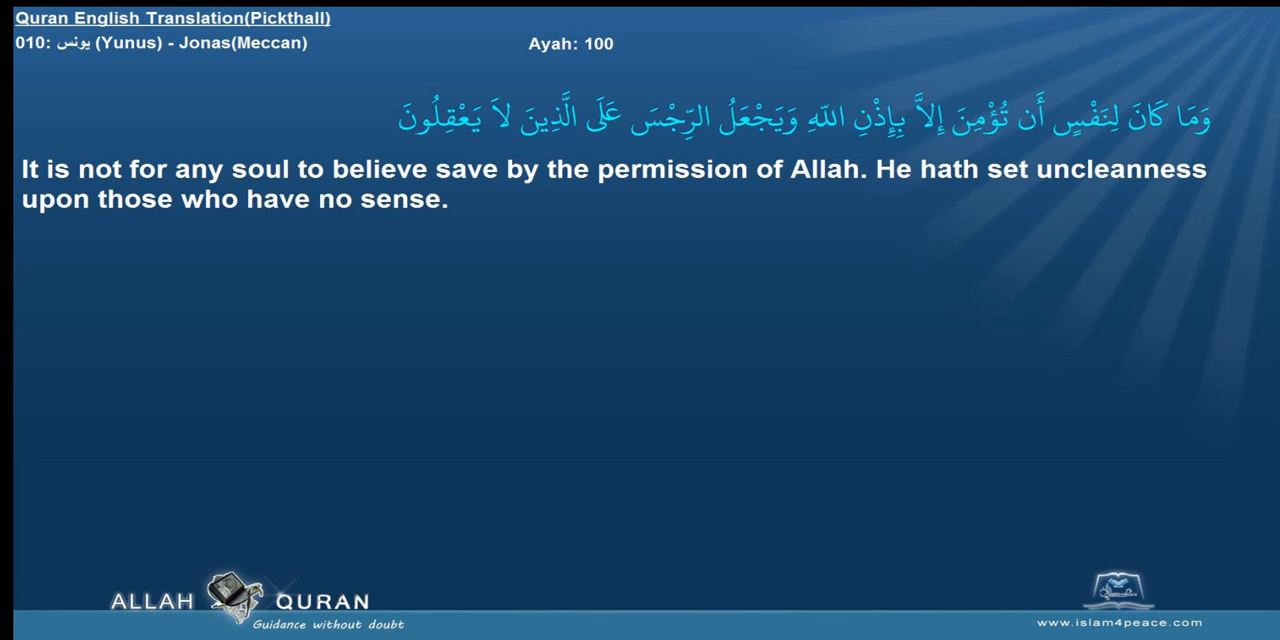 Quran English Translation(Pickthall)
010: يونس (Yunus) - Jonas(Meccan)
Ayah: 100
وَمَا كَانَ لِنَفْسٍ أَن تُؤْمِنَ إِلاَّ بِإِذْنِ اللّهِ وَيَجْعَلُ الرِّجْسَ عَلَى الَّذِينَ لاَ يَعْقِلُونَ
It is not for any soul to believe save by the permission of Allah. He hath set uncleanness
upon those who have no sense.
ALLAH QURAN
Guidance without doubt
www.islam4peace.com